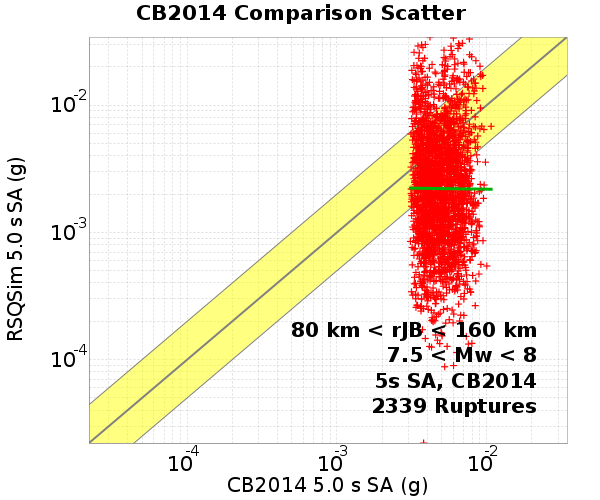 CB2014 Comparison Scatter
RSQSim 5.0 s SA (g)
10-2
10-3
10-4
80 km < rJB < 160 km
7.5 < Mw < 8
5s SA, CB2014
2339 Ruptures
10-4 10-3 10-2
CB2014 5.0 s SA (g)